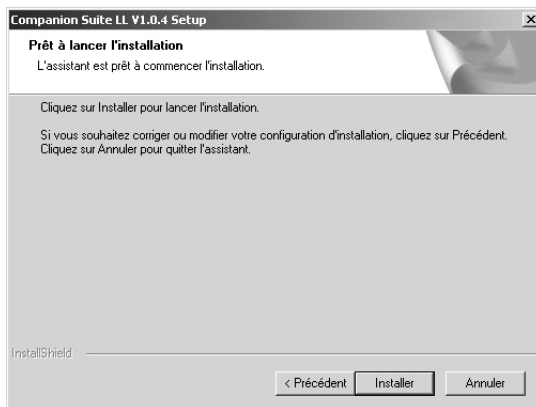 Companion Suite LL V1.0.4 Setup
Prêt à lancer l'installation
L'assistant est prêt à commencer l'installation.
Cliquez sur Installer pour lancer l'installation.
Si vous souhaitez corriger ou modifier votre configuration d'installation, cliquez sur Précédent.
Cliquez sur Annuler pour quitter l'assistant.
InstallShield
< Précédent Installer Annuler